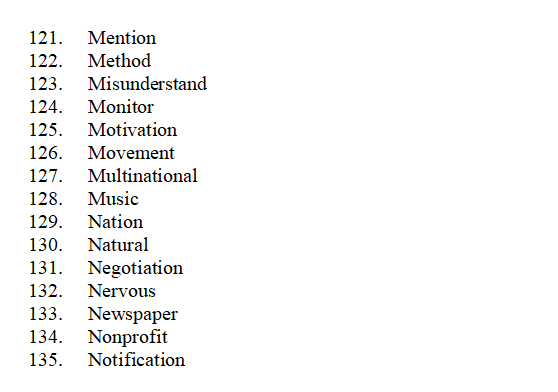 121. Mention
122. Method
123. Misunderstand
124. Monitor
125. Motivation
126. Movement
127. Multinational
128. Music
129. Nation
130. Natural
131. Negotiation
132. Nervous
133. Newspaper
134. Nonprofit
135. Notification